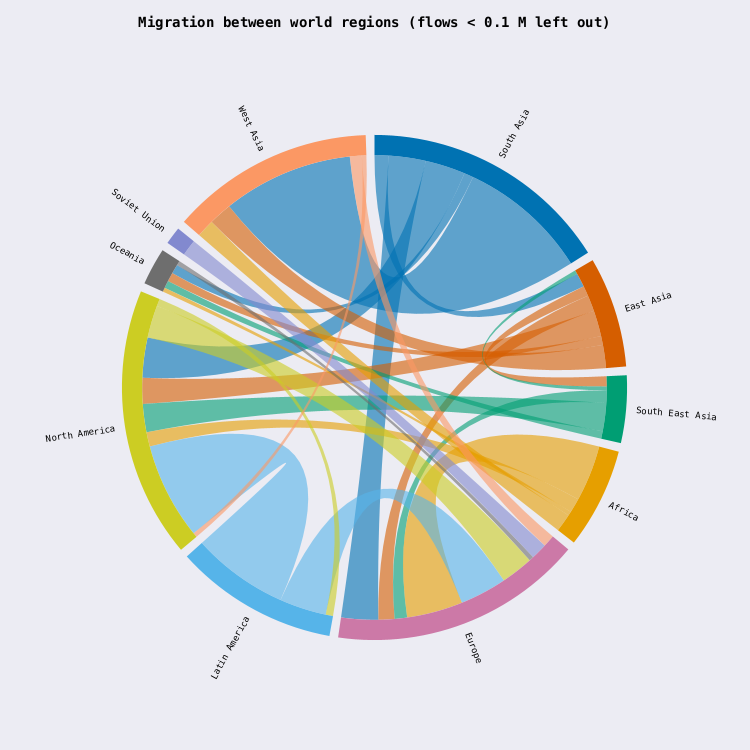 Migration between world regions (flows < 0.1 M left out)
South Asia
East Asia
South East Asia
Africa
Europe
Latin America
North America
Oceania
Soviet Union
West Asia